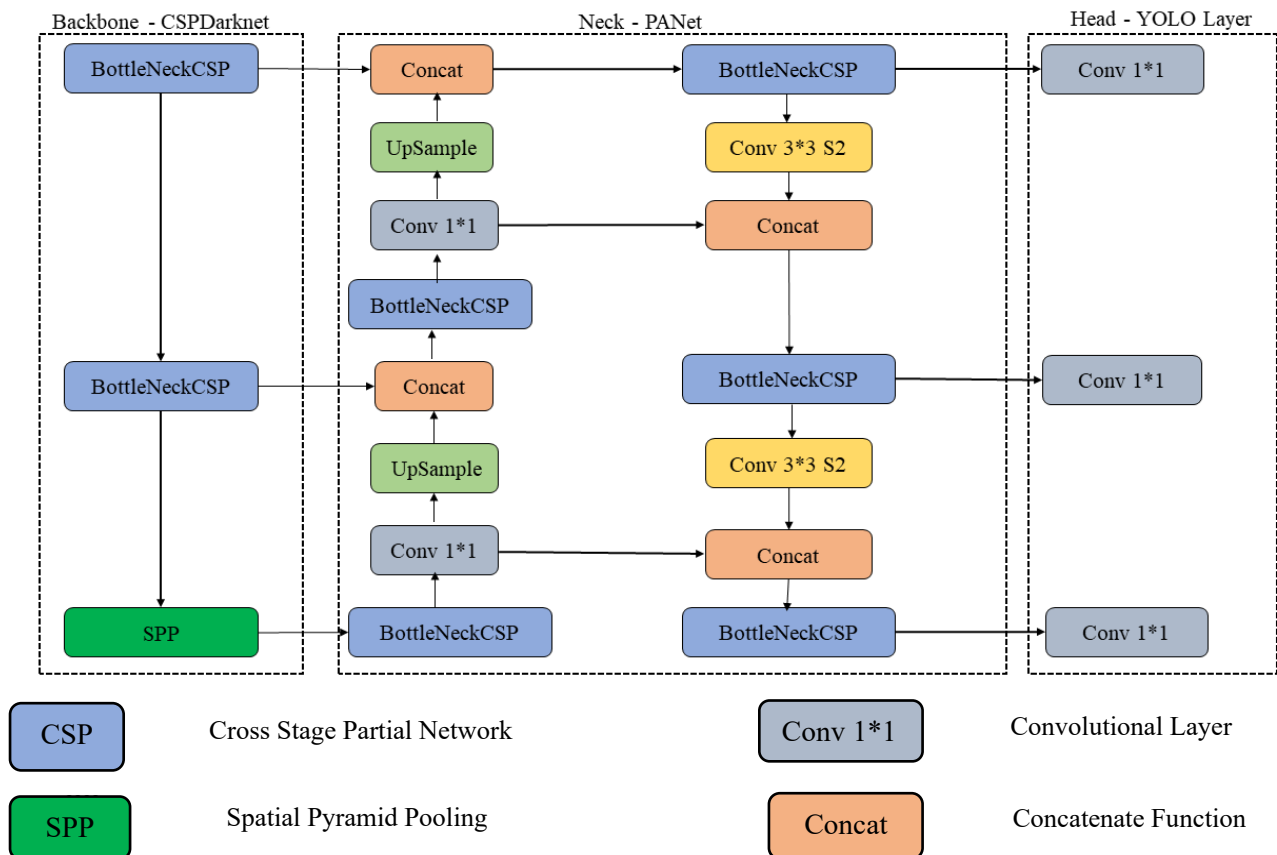 Backbone - CSPDarknet
Neck - PANet
Head - YOLO Layer
BottleNeckCSP
Concat
BottleNeckCSP
Conv 1*1
UpSample
Conv 3*3 S2
Conv 1*1
Concat
BottleNeckCSP
BottleNeckCSP
Concat
BottleNeckCSP
Conv 1*1
UpSample
Conv 3*3 S2
Conv 1*1
Concat
SPP
BottleNeckCSP
BottleNeckCSP
Conv 1*1
CSP
Cross Stage Partial Network
Conv 1*1
Convolutional Layer
SPP
Spatial Pyramid Pooling
Concat
Concatenate Function